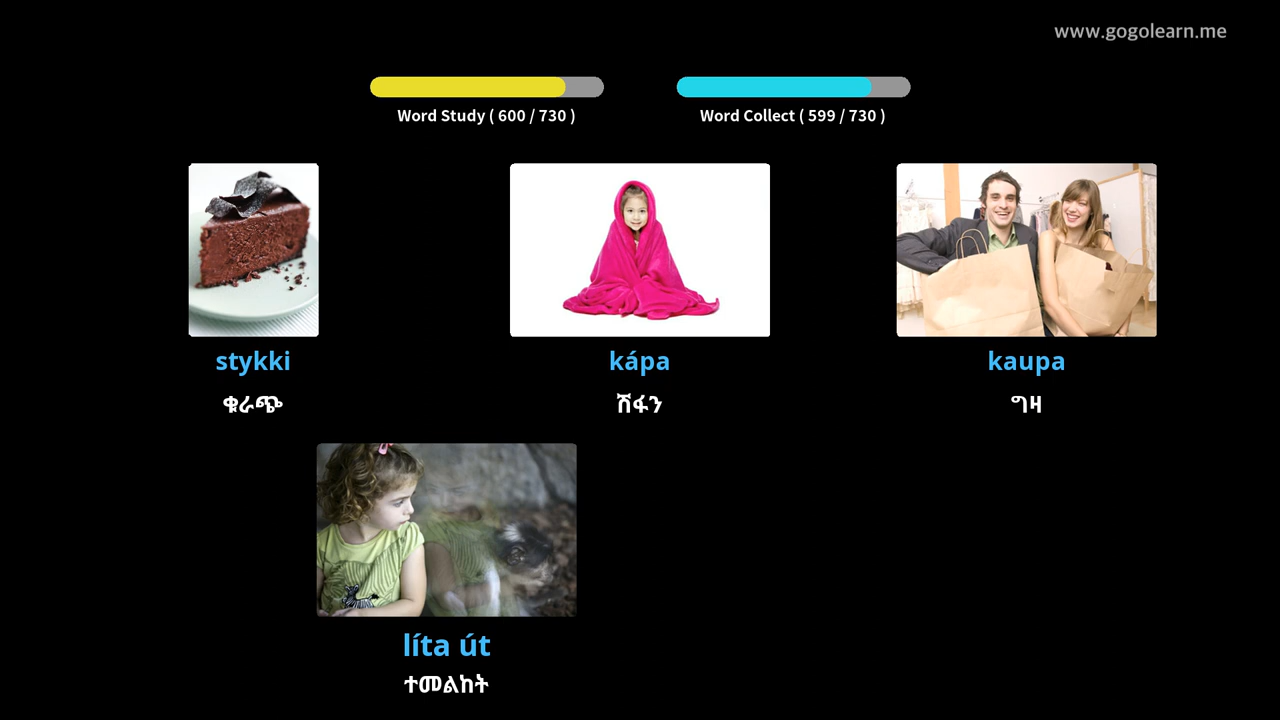 www.gogolearn.me
Word Study ( 600 / 730 )
Word Collect ( 599 / 730 )
stykki
kápa
kaupa
ቁራጭ
ሽፋን
ግዛ
líta út
ተመልከት